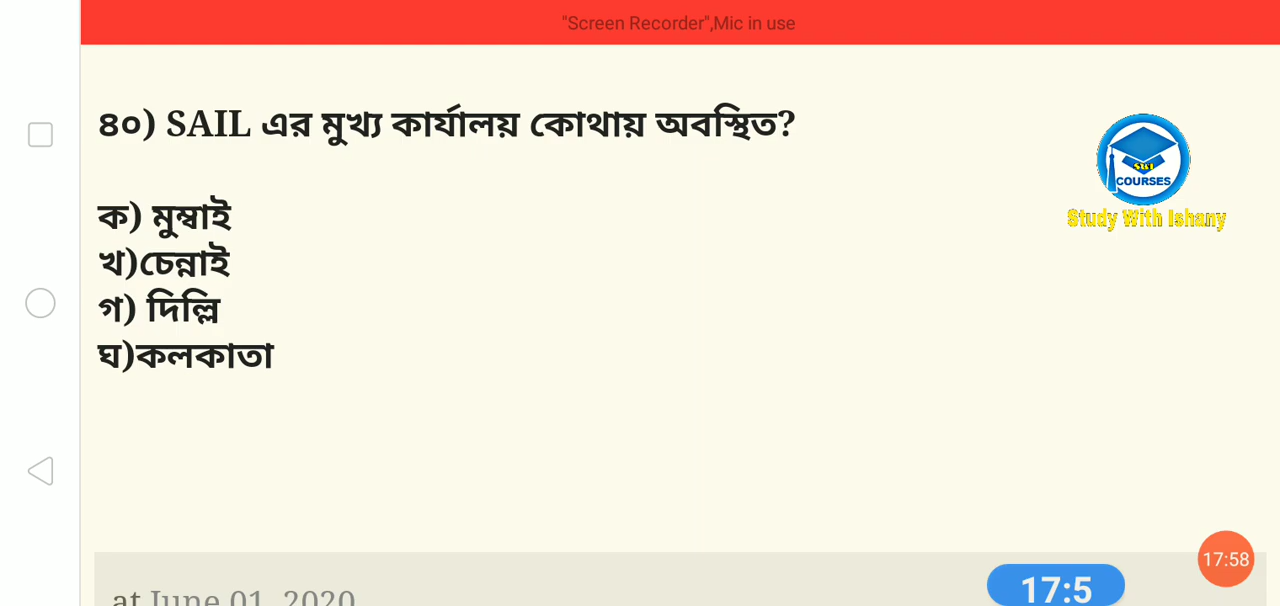 "Screen Recorder",Mic in use
৪০) SAIL এর মুখ্য কার্যালয় কোথায় অবস্থিত?
COURSES
Study With Ishany
ক) মুম্বাই
খ)চেন্নাই
গ) দিল্লি
ঘ)কলকাতা
17:58
at June 01, 2020
17:5